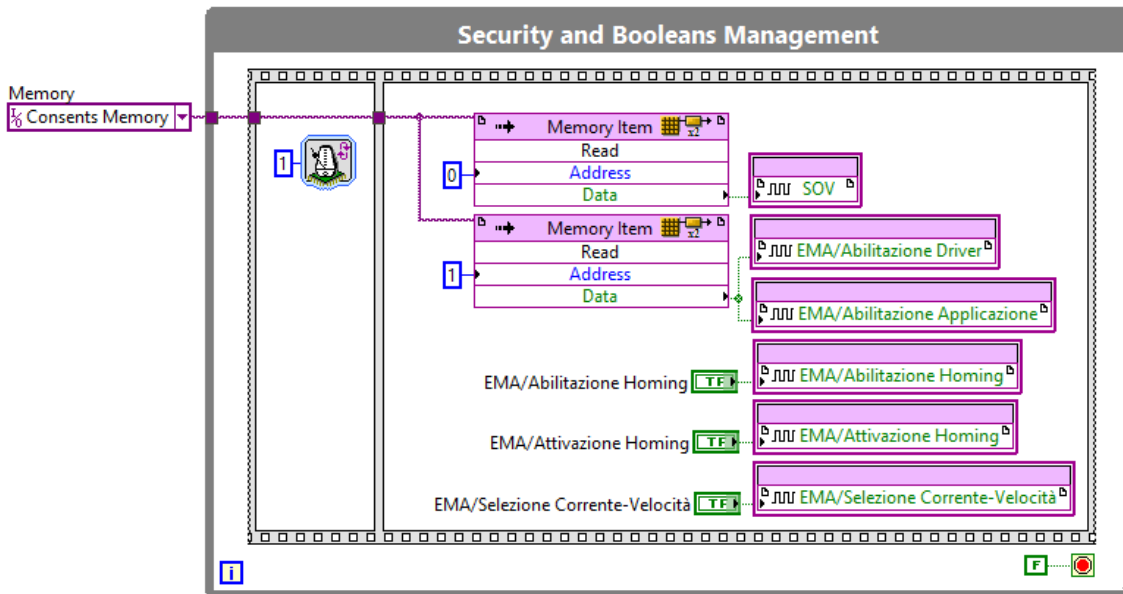 Security and Booleans Management
Memory
Consents Memory
1
Memory Item
Read
0
Address
Data
SOV
Memory Item
Read
1
Address
Data
EMA/Abilitazione Driver
EMA/Abilitazione Applicazione
EMA/Abilitazione Homing
TF
EMA/Abilitazione Homing
EMA/Attivazione Homing
TF
EMA/Attivazione Homing
EMA/Selezione Corrente-Velocità
TF
EMA/Selezione Corrente-Velocità
i
F